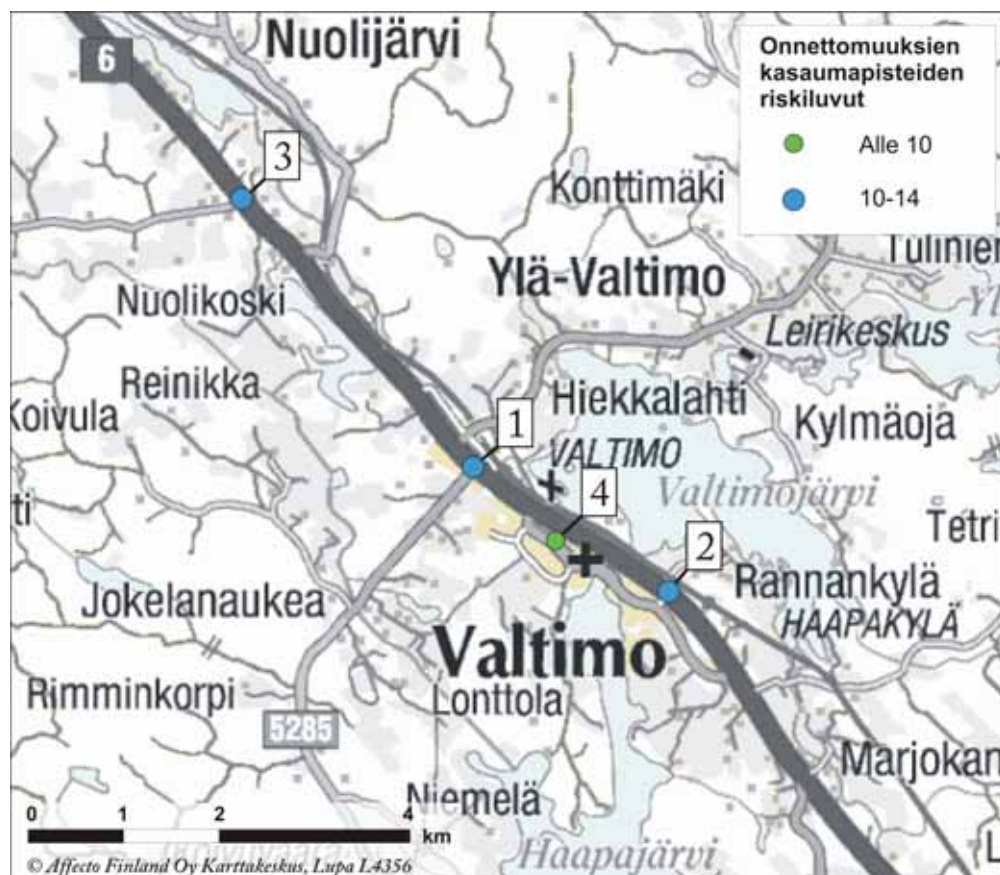 Nuolijärvi
6
Onnettomuuksien
kasaumapisteiden
riskiluvut
Alle 10
10-14
3
Konttimäki
Ylä-Valtimo
Nuolikoski
Leirikeskus
Reinikka
Hiekkalahti
Kylmäoja
Koivula
1
VALTIMO
4
Valtimojärvi
2
Rannankylä
HAAPAKYLÄ
Jokelanaukea
Valtimo
Rimminkorpi
Lonttola
5285
Marjokan
Niemelä
0 1 2 4
km
Haapajärvi
© Affecto Finland Oy Karttakeskus, Lupa L4356